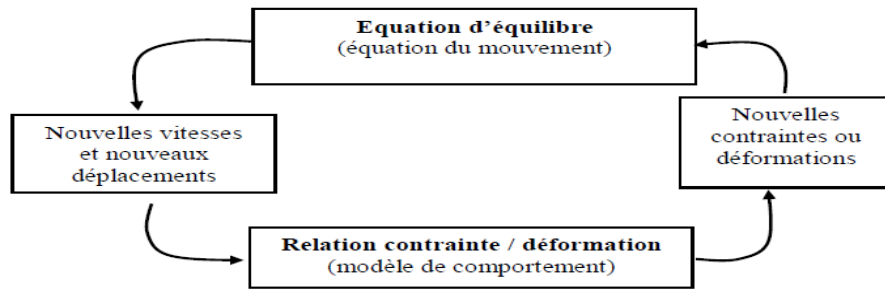 Equation d'équilibre
(équation du mouvement)
Nouvelles vitesses
et nouveaux
déplacements
Nouvelles
contraintes ou
déformations
Relation contrainte / déformation
(modèle de comportement)